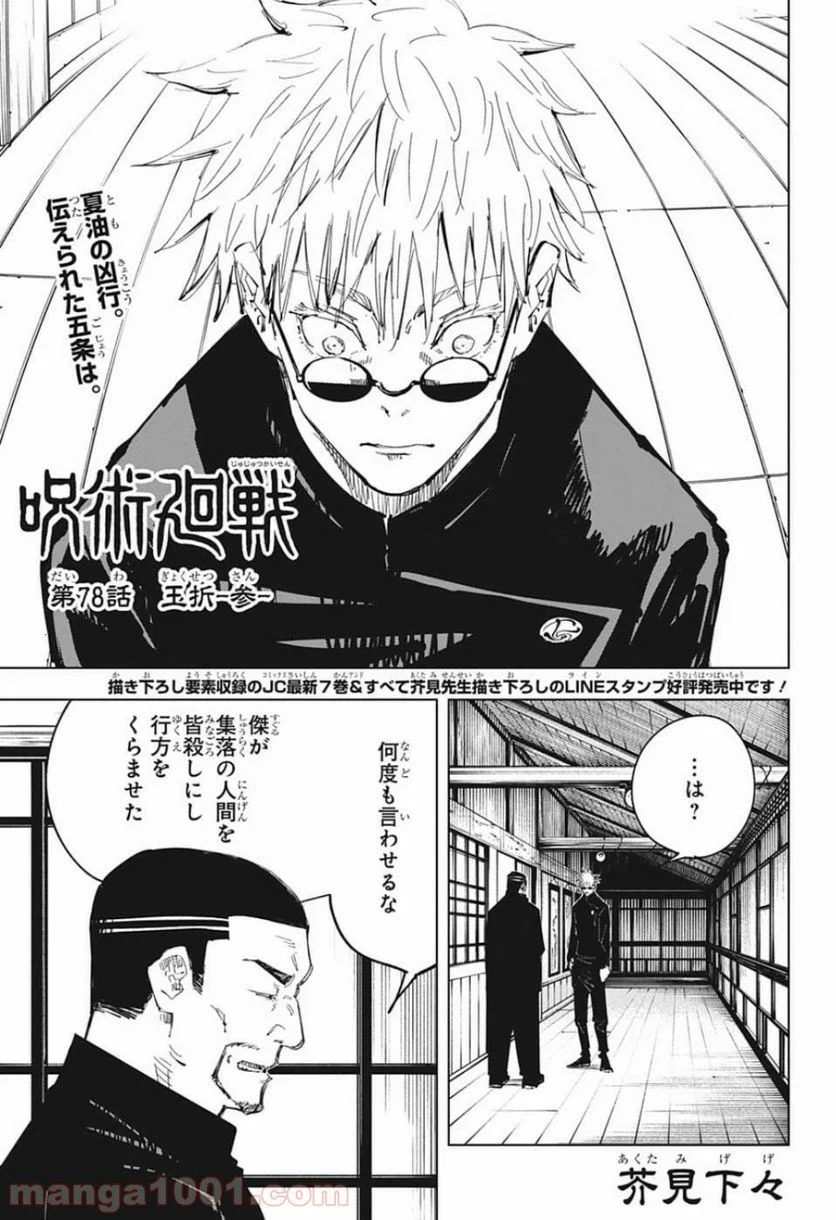 夏油の凶行。
伝えられた五条は。
呪術廻戦
第78話 玉折-参-
描き下ろし要素収録のJC最新7巻&すべて芥見先生描き下ろしのLINEスタンプ好評発売中です!
…は?
何度も言わせるな
傑が
集落の人間を
皆殺しにし
行方を
くらませた
芥見下々
manga1001.com